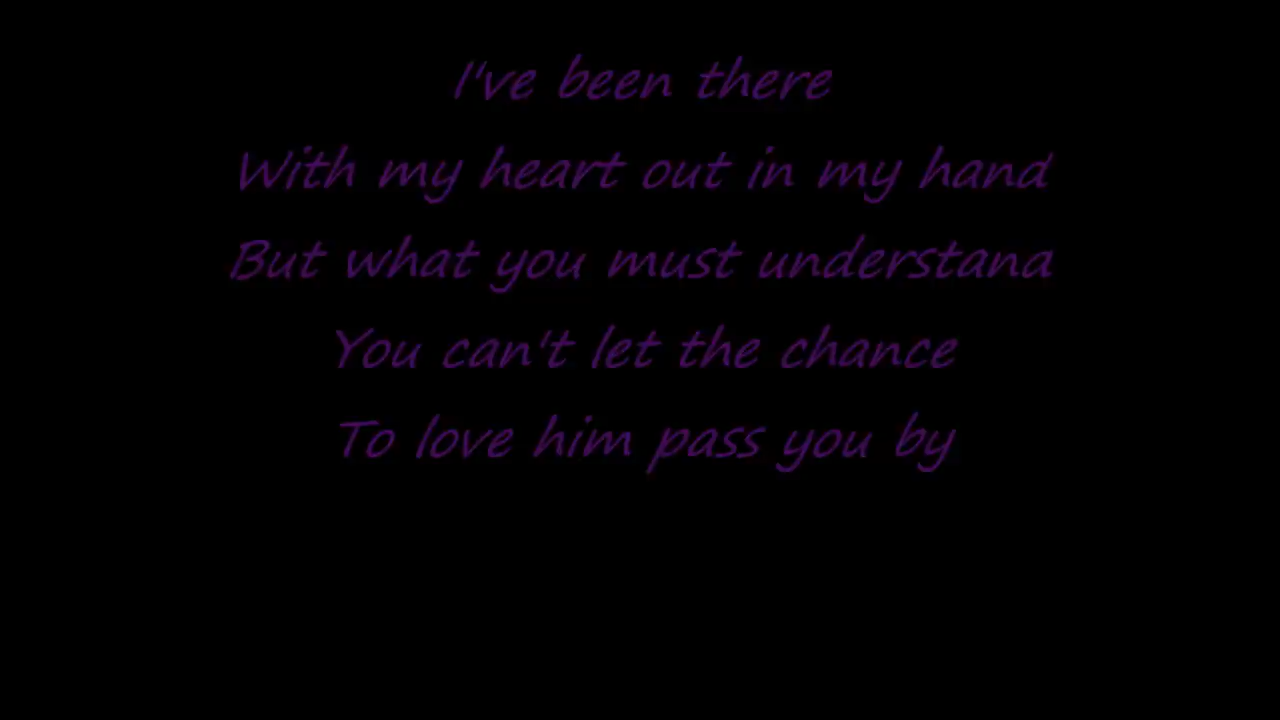 I've been there
With my heart out in my hand
But what you must understand
You can't let the chance
To love him pass you by